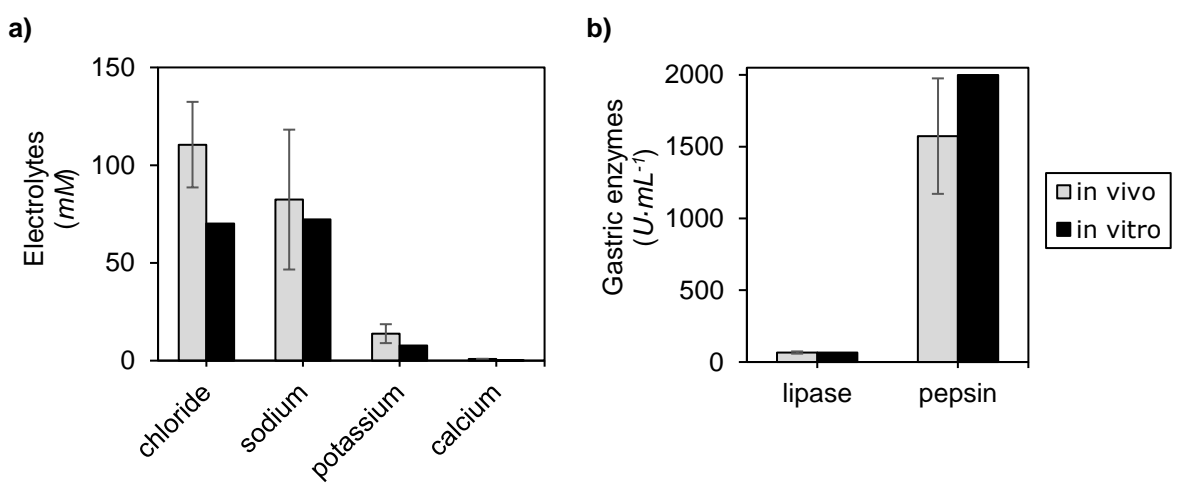 a)
Electrolytes
(mM)
150
100
50
0
chloride
sodium
potassium
calcium
b)
Gastric enzymes
(U·mL-1)
2000
1500
1000
500
0
lipase
pepsin
in vivo
in vitro